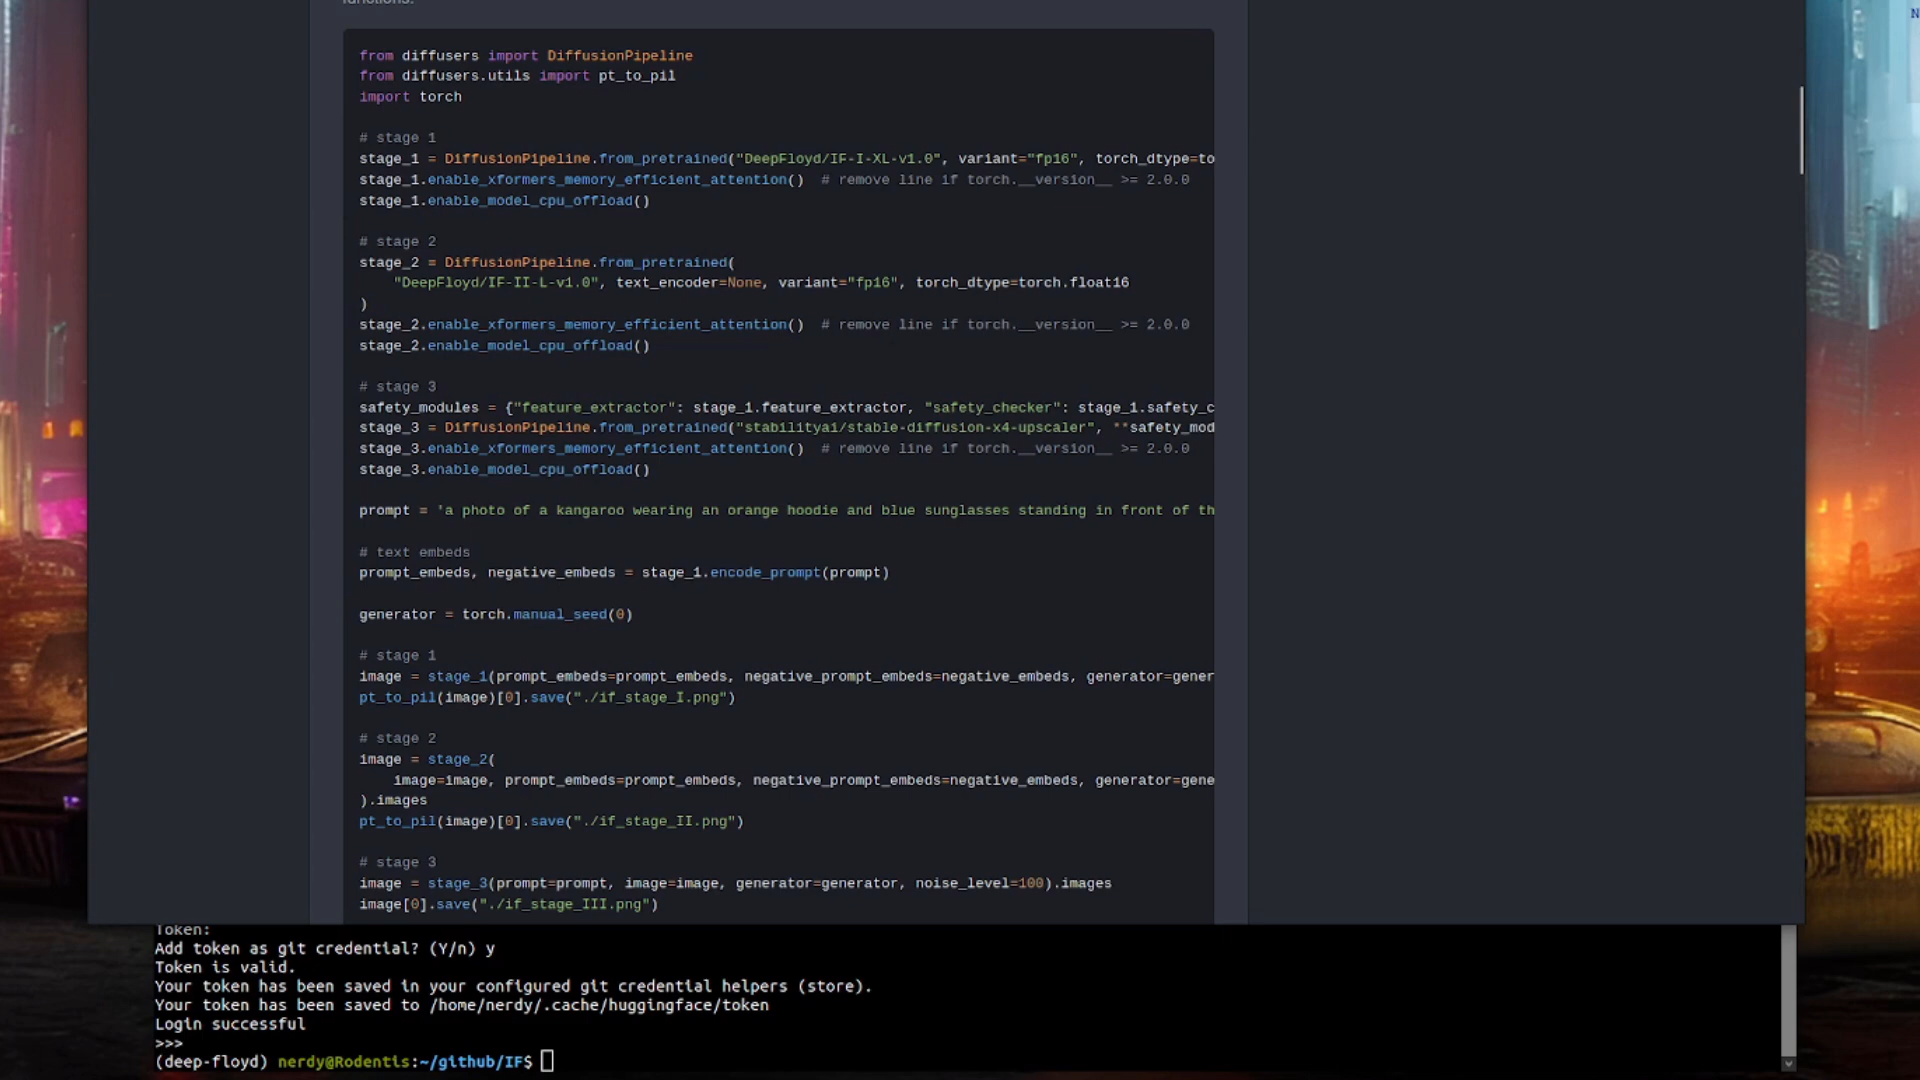 functions:
from diffusers import DiffusionPipeline
from diffusers.utils import pt_to_pil
import torch
# stage 1
stage_1 = DiffusionPipeline.from_pretrained("DeepFloyd/IF-I-XL-v1.0", variant="fp16", torch_dtype=to
stage_1.enable_xformers_memory_efficient_attention()  # remove line if torch.__version__ >= 2.0.0
stage_1.enable_model_cpu_offload()
# stage 2
stage_2 = DiffusionPipeline.from_pretrained(
    "DeepFloyd/IF-II-L-v1.0", text_encoder=None, variant="fp16", torch_dtype=torch.float16
)
stage_2.enable_xformers_memory_efficient_attention()  # remove line if torch.__version__ >= 2.0.0
stage_2.enable_model_cpu_offload()
# stage 3
safety_modules = {"feature_extractor": stage_1.feature_extractor, "safety_checker": stage_1.safety_c
stage_3 = DiffusionPipeline.from_pretrained("stabilityai/stable-diffusion-x4-upscaler", **safety_mod
stage_3.enable_xformers_memory_efficient_attention()  # remove line if torch.__version__ >= 2.0.0
stage_3.enable_model_cpu_offload()
prompt = 'a photo of a kangaroo wearing an orange hoodie and blue sunglasses standing in front of th
# text embeds
prompt_embeds, negative_embeds = stage_1.encode_prompt(prompt)
generator = torch.manual_seed(0)
# stage 1
image = stage_1(prompt_embeds=prompt_embeds, negative_prompt_embeds=negative_embeds, generator=gener
pt_to_pil(image)[0].save("./if_stage_I.png")
# stage 2
image = stage_2(
    image=image, prompt_embeds=prompt_embeds, negative_prompt_embeds=negative_embeds, generator=gene
).images
pt_to_pil(image)[0].save("./if_stage_II.png")
# stage 3
image = stage_3(prompt=prompt, image=image, generator=generator, noise_level=100).images
image[0].save("./if_stage_III.png")
Token:
Add token as git credential? (Y/n) y
Token is valid.
Your token has been saved in your configured git credential helpers (store).
Your token has been saved to /home/nerdy/.cache/huggingface/token
Login successful
>>>
(deep-floyd) nerdy@Rodentis:~/github/IF$
N